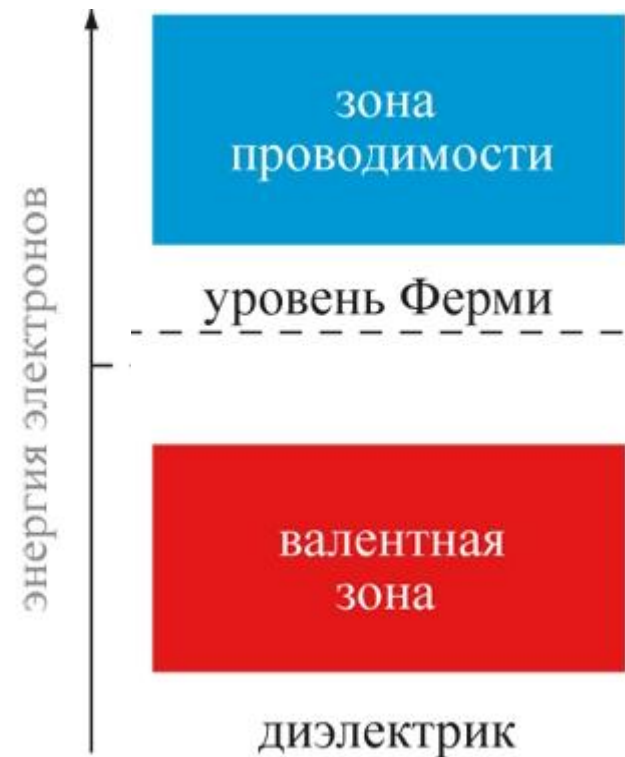 зона
проводимости
уровень Ферми
энергия электронов
валентная
зона
диэлектрик